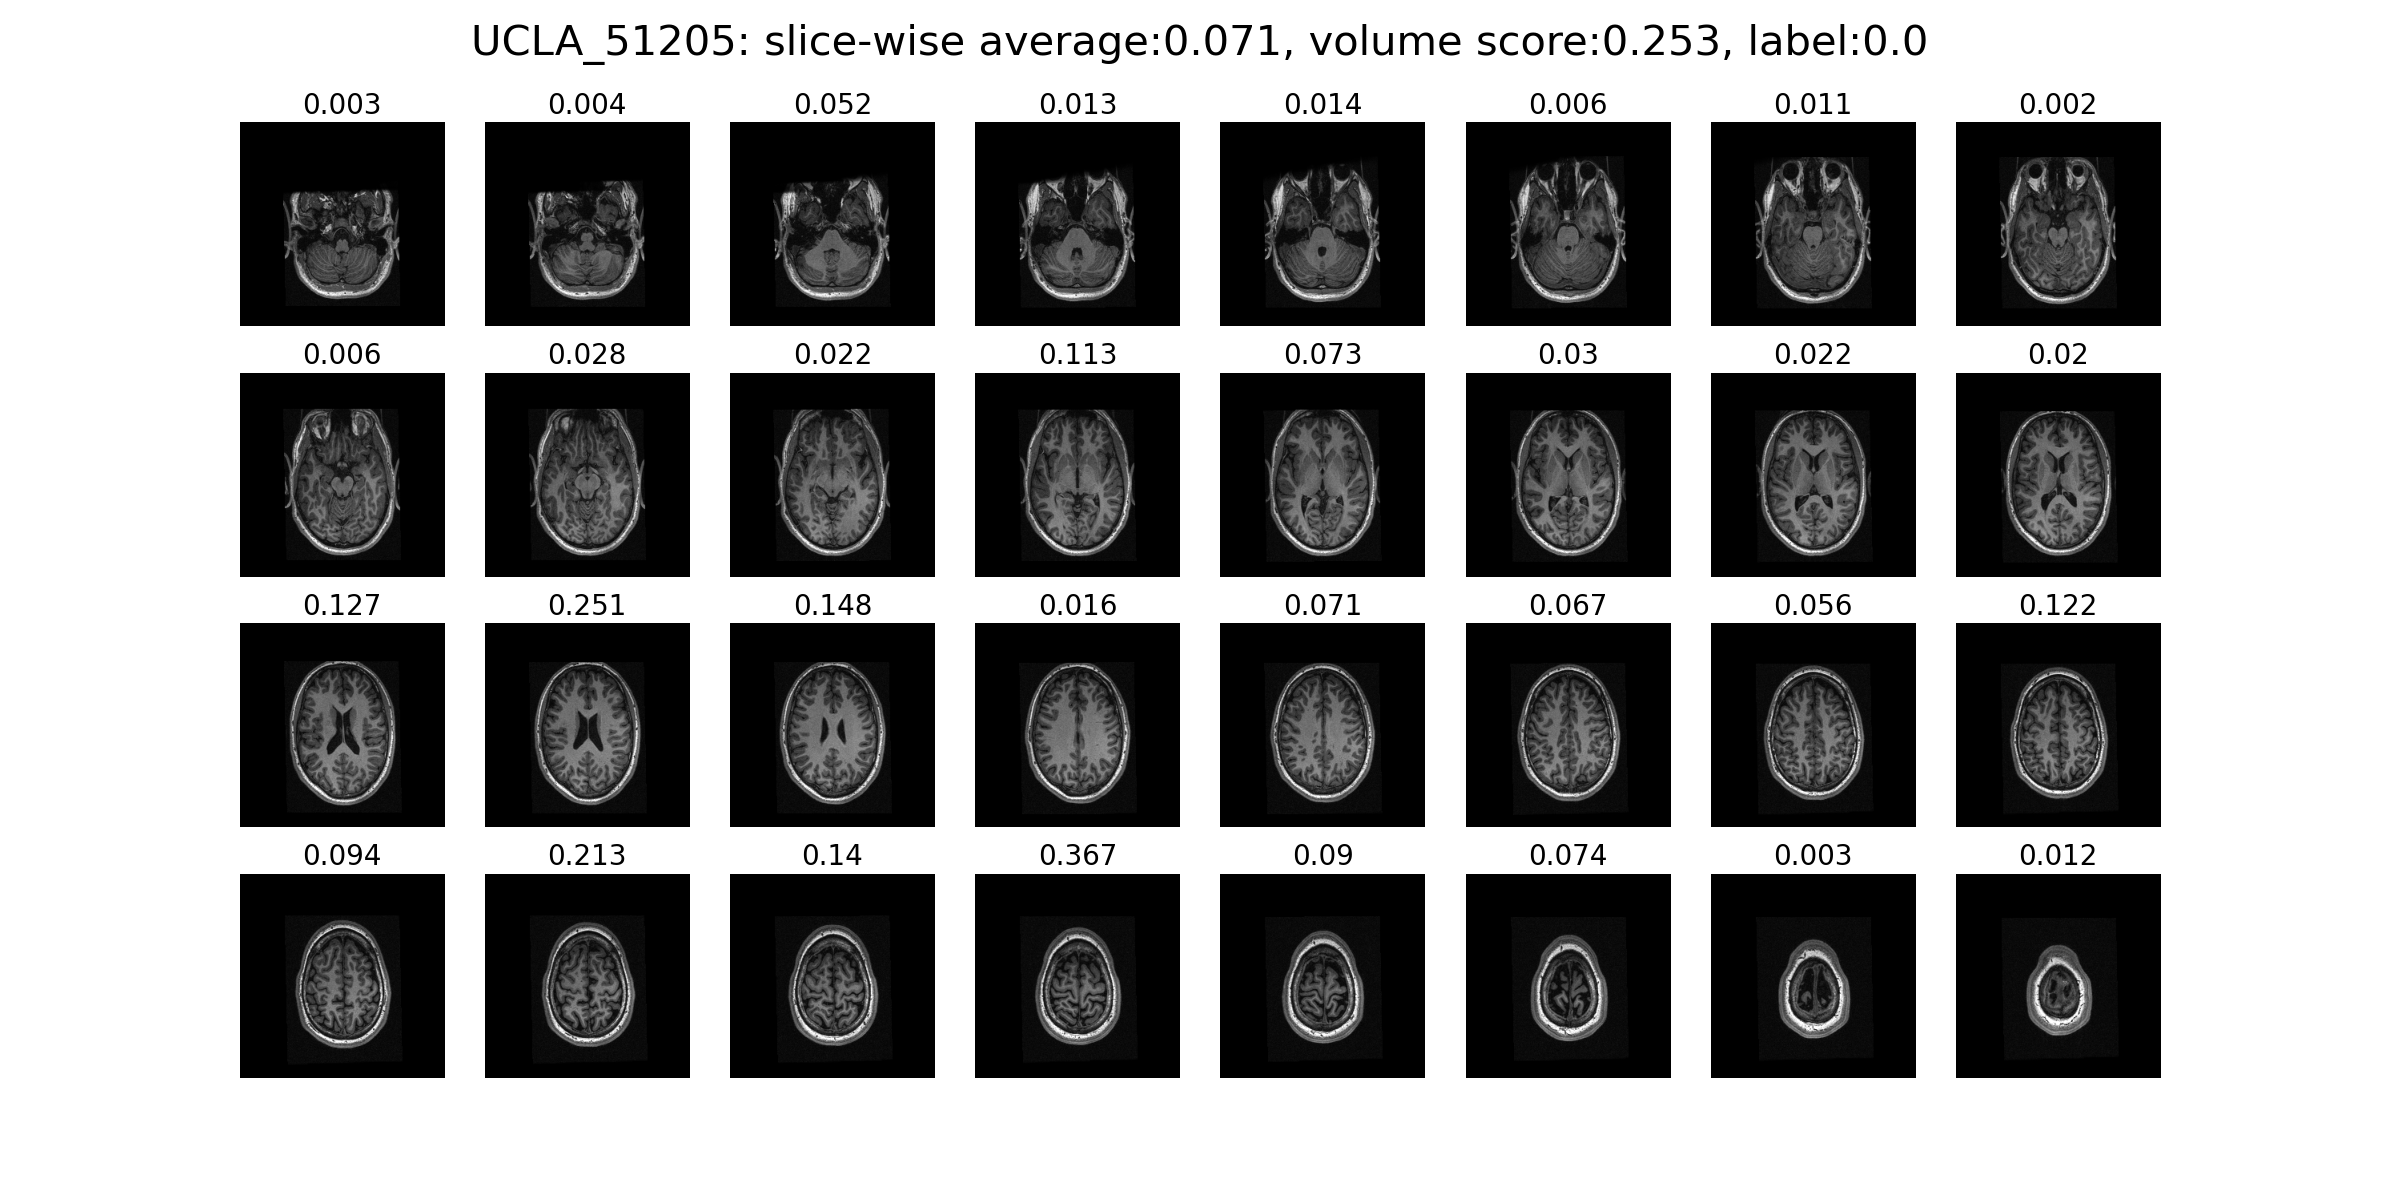 UCLA_51205: slice-wise average:0.071, volume score:0.253, label:0.0
0.003 0.004 0.052 0.013 0.014 0.006 0.011 0.002
0.006 0.028 0.022 0.113 0.073 0.03 0.022 0.02
0.127 0.251 0.148 0.016 0.071 0.067 0.056 0.122
0.094 0.213 0.14 0.367 0.09 0.074 0.003 0.012